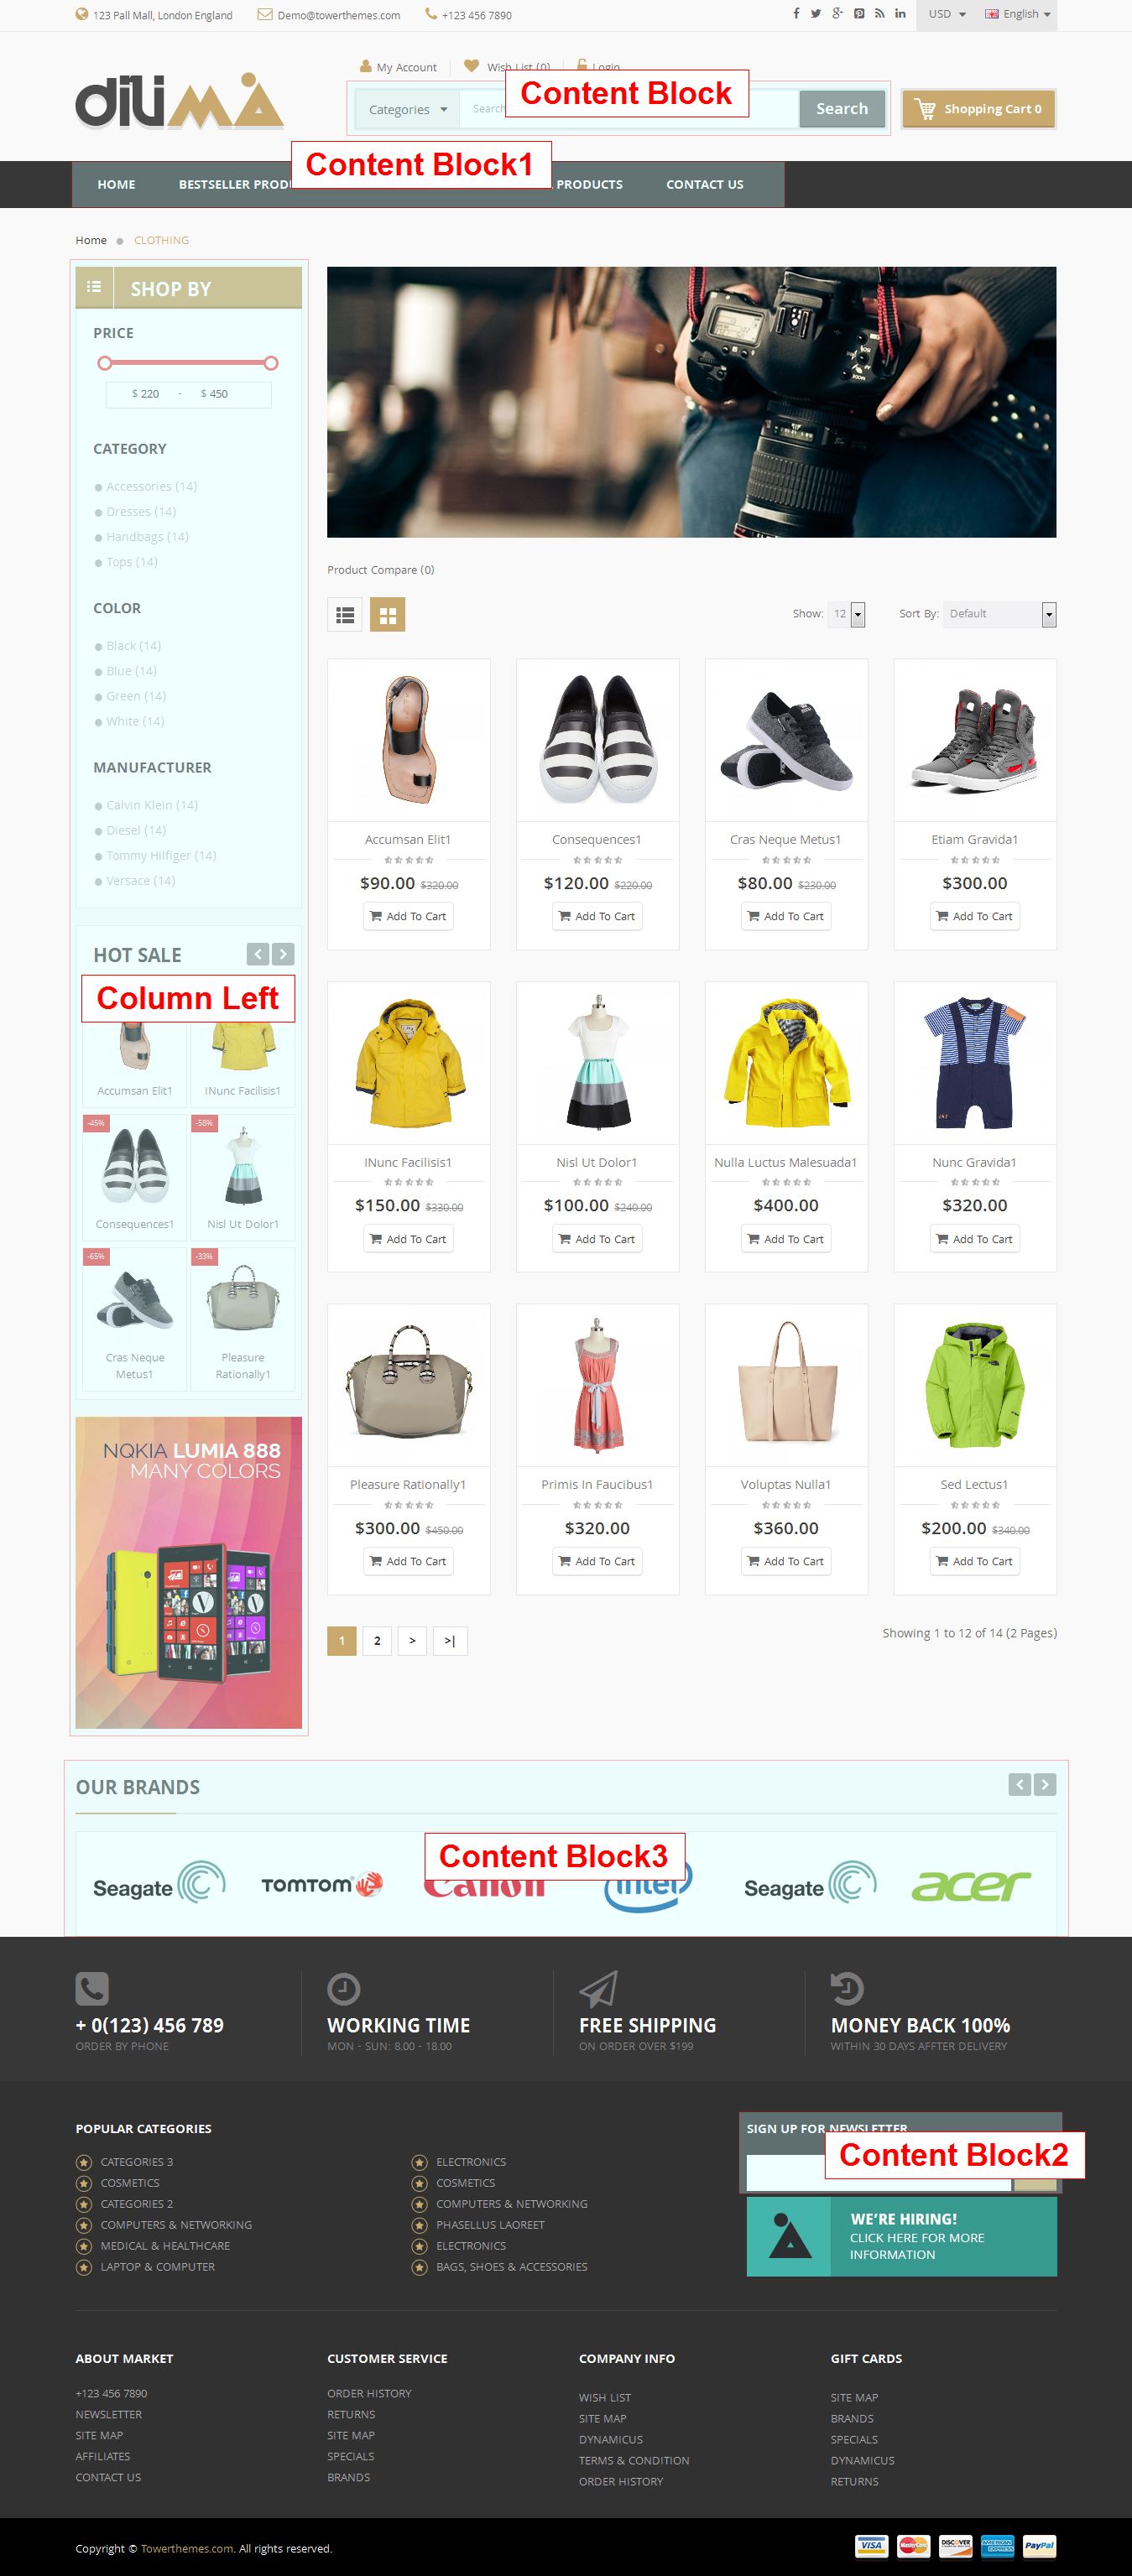 123 Pall Mall, London England
Demo@towerthemes.com
+123 456 7890
USD
English
diLiMA
My Account
Wish List (0)
Login
Categories
Search
Content Block
Search
Shopping Cart 0
Content Block1
HOME
BESTSELLER
PRODUCTS
CONTACT US
Home
CLOTHING
SHOP BY
PRICE
$ 220 - $ 450
CATEGORY
Accessories (14)
Dresses (14)
Handbags (14)
Tops (14)
COLOR
Black (14)
Blue (14)
Green (14)
White (14)
MANUFACTURER
Calvin Klein (14)
Diesel (14)
Tommy Hilfiger (14)
Versace (14)
HOT SALE
Column Left
Accumsan Elit1
INunc Facilisis1
-45%
-58%
Consequences1
Nisl Ut Dolor1
-65%
-33%
Cras Neque
Metus1
Pleasure
Rationally1
NQKIA LUMIA 888
MANY COLORS
Product Compare (0)
Show: 12
Sort By: Default
Accumsan Elit1
$90.00 $320.00
Add To Cart
Consequences1
$120.00 $220.00
Add To Cart
Cras Neque Metus1
$80.00 $230.00
Add To Cart
Etiam Gravida1
$300.00
Add To Cart
INunc Facilisis1
$150.00 $330.00
Add To Cart
Nisl Ut Dolor1
$100.00 $240.00
Add To Cart
Nulla Luctus Malesuada1
$400.00
Add To Cart
Nunc Gravida1
$320.00
Add To Cart
Pleasure Rationally1
$300.00 $450.00
Add To Cart
Primis In Faucibus1
$320.00
Add To Cart
Voluptas Nulla1
$360.00
Add To Cart
Sed Lectus1
$200.00 $340.00
Add To Cart
1 2 > >|
Showing 1 to 12 of 14 (2 Pages)
OUR BRANDS
Content Block3
Seagate
TOMTOM
Canon
intel
Seagate
acer
+ 0(123) 456 789
ORDER BY PHONE
WORKING TIME
MON - SUN: 8.00 - 18.00
FREE SHIPPING
ON ORDER OVER $199
MONEY BACK 100%
WITHIN 30 DAYS AFFTER DELIVERY
POPULAR CATEGORIES
CATEGORIES 3
COSMETICS
CATEGORIES 2
COMPUTERS & NETWORKING
MEDICAL & HEALTHCARE
LAPTOP & COMPUTER
ELECTRONICS
COSMETICS
COMPUTERS & NETWORKING
PHASELLUS LAOREET
ELECTRONICS
BAGS, SHOES & ACCESSORIES
SIGN UP FOR NEWSLETTER
Content Block2
WE'RE HIRING!
CLICK HERE FOR MORE
INFORMATION
ABOUT MARKET
+123 456 7890
NEWSLETTER
SITE MAP
AFFILIATES
CONTACT US
CUSTOMER SERVICE
ORDER HISTORY
RETURNS
SITE MAP
SPECIALS
BRANDS
COMPANY INFO
WISH LIST
SITE MAP
DYNAMICUS
TERMS & CONDITION
ORDER HISTORY
GIFT CARDS
SITE MAP
BRANDS
SPECIALS
DYNAMICUS
RETURNS
Copyright © Towerthemes.com. All rights reserved.
VISA
MasterCard
DISCOVER
AMERICAN EXPRESS
PayPal